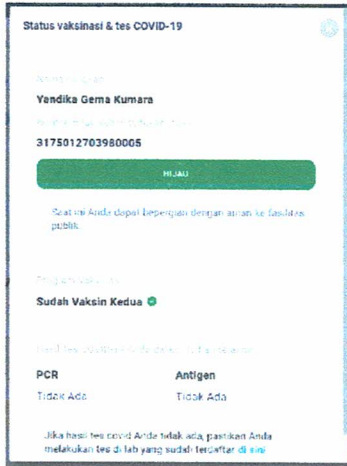 Status vaksinasi & tes COVID-19
Yandika Gema Kumara
3175012703980005
HIJAU
Saat ini Anda dapat bepergian dengan aman ke fasilitas
publik.
Sudah Vaksin Kedua
PCR
Antigen
Tidak Ada
Tidak Ada
Jika hasil tes covid Anda tidak ada, pastikan Anda
melakukan tes di lab yang sudah terdaftar di sini